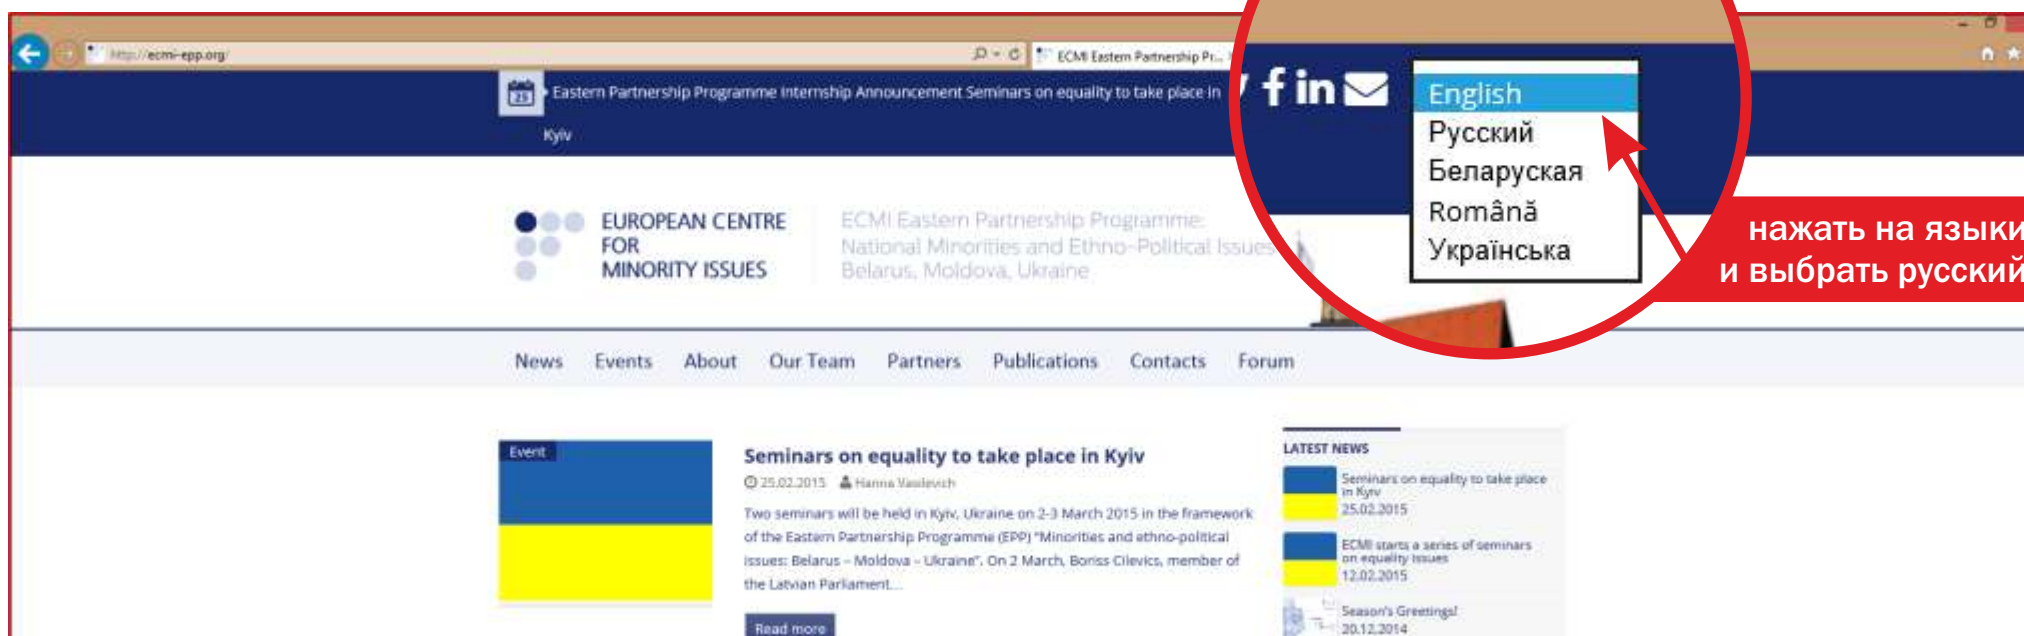 http://ecmi-epp.org/
ECMI Eastern Partnership Pr...
25
Eastern Partnership Programme Internship Announcement Seminars on equality to take place in
Kyiv
f in
English
Русский
Беларуская
Română
Українська
нажать на языки
и выбрать русский
EUROPEAN CENTRE
FOR
MINORITY ISSUES
ECMI Eastern Partnership Programme:
National Minorities and Ethno-Political Issues
Belarus, Moldova, Ukraine
News Events About Our Team Partners Publications Contacts Forum
Event
Seminars on equality to take place in Kyiv
25.02.2015 Hanna Vasilevich
Two seminars will be held in Kyiv, Ukraine on 2-3 March 2015 in the framework
of the Eastern Partnership Programme (EPP) "Minorities and ethno-political
issues: Belarus – Moldova – Ukraine". On 2 March, Boriss Cilevics, member of
the Latvian Parliament...
Read more
LATEST NEWS
Seminars on equality to take place
in Kyiv
25.02.2015
ECMI starts a series of seminars
on equality issues
12.02.2015
Season's Greetings!
20.12.2014